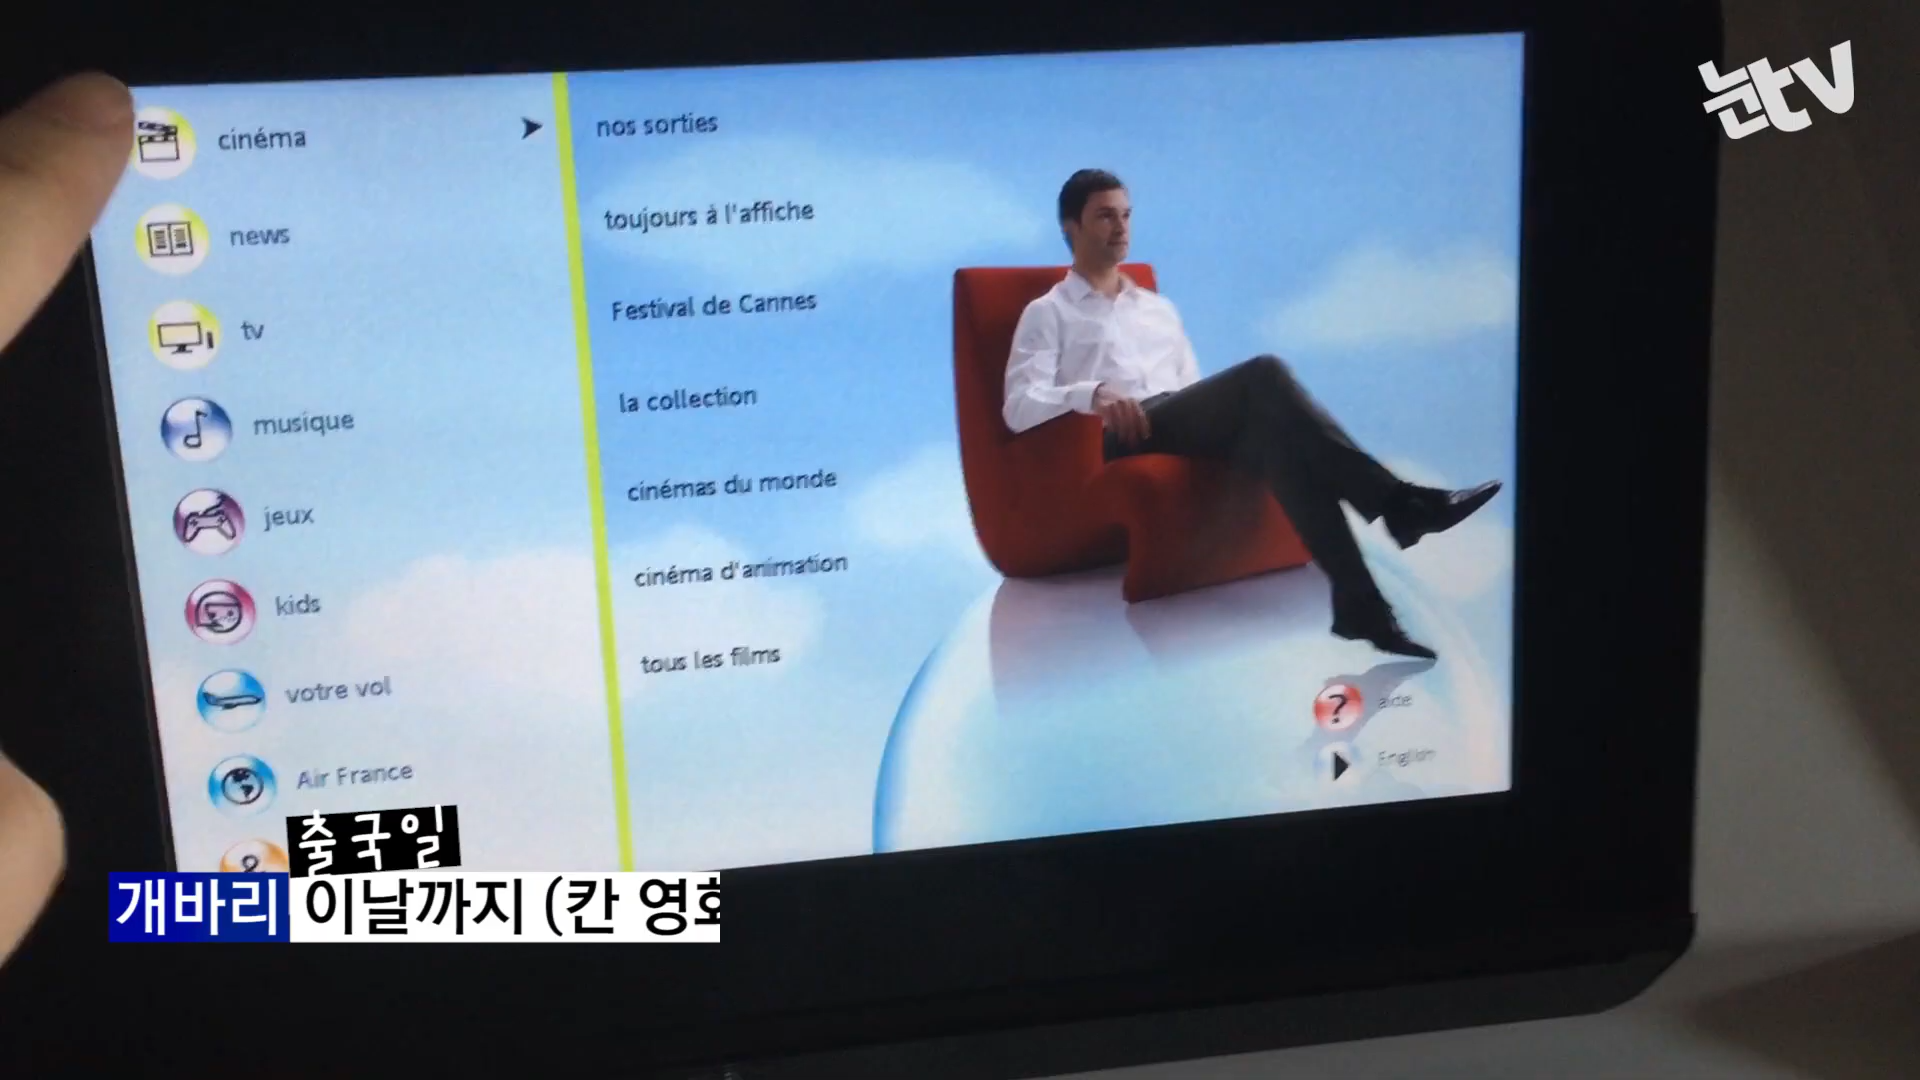 눈tv
cinéma
news
tv
musique
jeux
kids
votre vol
Air France
nos sorties
toujours à l'affiche
Festival de Cannes
la collection
cinémas du monde
cinéma d'animation
tous les films
aide
English
출국일
개바리 이날까지 (칸 영화